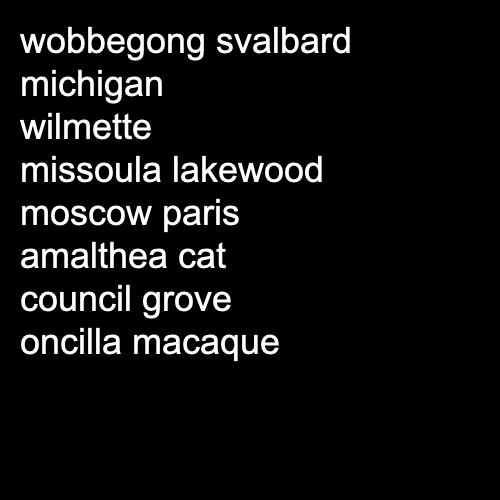 wobbegong svalbard
michigan
wilmette
missoula lakewood
moscow paris
amalthea cat
council grove
oncilla macaque